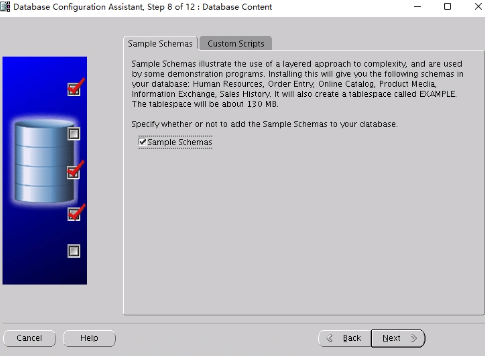 Database Configuration Assistant, Step 8 of 12 : Database Content
Sample Schemas Custom Scripts
Sample Schemas illustrate the use of a layered approach to complexity, and are used
by some demonstration programs. Installing this will give you the following schemas in
your database: Human Resources, Order Entry, Online Catalog, Product Media,
Information Exchange, Sales History. It will also create a tablespace called EXAMPLE.
The tablespace will be about 130 MB.
Specify whether or not to add the Sample Schemas to your database.
Sample Schemas
Cancel Help Back Next